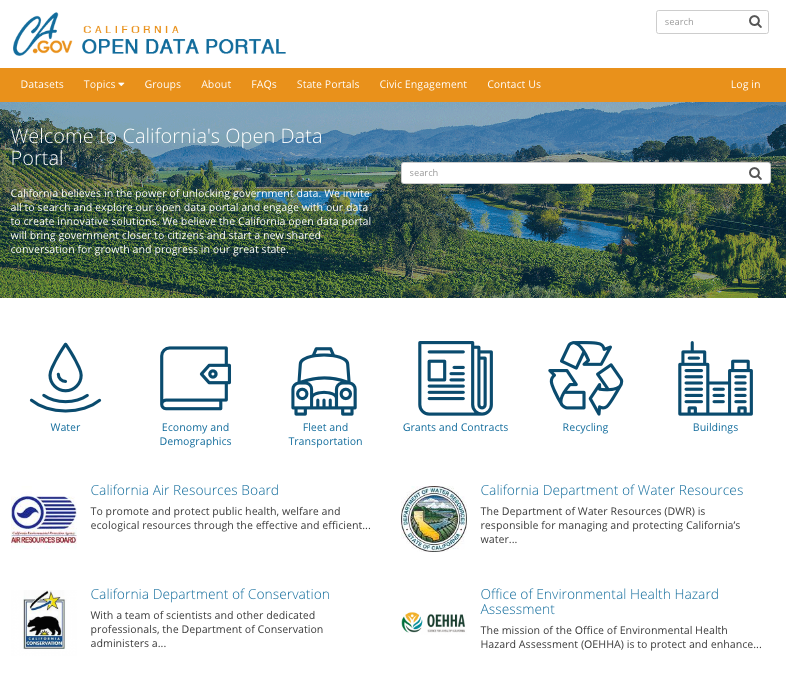 CA.GOV
CALIFORNIA
OPEN DATA PORTAL
search
Datasets Topics Groups About FAQs State Portals Civic Engagement Contact Us Log in
Welcome to California's Open Data
Portal
search
California believes in the power of unlocking government data. We invite
all to search and explore our open data portal and engage with our data
to create innovative solutions. We believe the California open data portal
will bring government closer to citizens and start a new shared
conversation for growth and progress in our great state.
Water
Economy and
Demographics
Fleet and
Transportation
Grants and Contracts
Recycling
Buildings
AIR RESOURCES BOARD
California Air Resources Board
To promote and protect public health, welfare and
ecological resources through the effective and efficient...
DEPARTMENT OF WATER RESOURCES
STATE OF CALIFORNIA
California Department of Water Resources
The Department of Water Resources (DWR) is
responsible for managing and protecting California’s
water...
CALIFORNIA
CONSERVATION
California Department of Conservation
With a team of scientists and other dedicated
professionals, the Department of Conservation
administers a...
OEHHA
Office of Environmental Health Hazard
Assessment
The mission of the Office of Environmental Health
Hazard Assessment (OEHHA) is to protect and enhance...